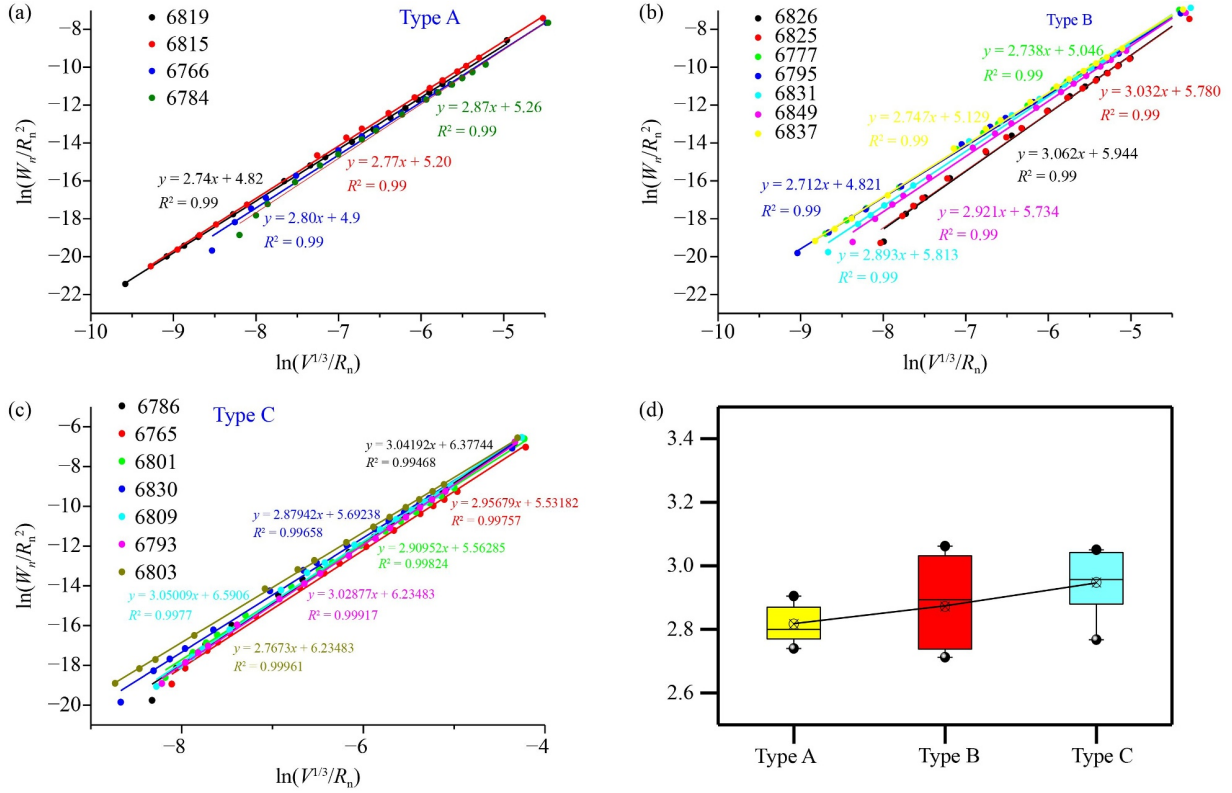 (a)
Type A
6819
6815
6766
6784
−8
−10
−12
−14
−16
−18
−20
−22
ln(Wₙ/Rₙ²)
y = 2.87x + 5.26
R² = 0.99
y = 2.77x + 5.20
R² = 0.99
y = 2.74x + 4.82
R² = 0.99
y = 2.80x + 4.9
R² = 0.99
−10
−9
−8
−7
−6
−5
ln(V^1/3/Rₙ)
(b)
Type B
6826
6825
6777
6795
6831
6849
6837
−8
−10
−12
−14
−16
−18
−20
−22
ln(Wₙ/Rₙ²)
y = 2.738x + 5.046
R² = 0.99
y = 3.032x + 5.780
R² = 0.99
y = 2.747x + 5.129
R² = 0.99
y = 3.062x + 5.944
R² = 0.99
y = 2.712x + 4.821
R² = 0.99
y = 2.921x + 5.734
R² = 0.99
y = 2.893x + 5.813
R² = 0.99
−10
−9
−8
−7
−6
−5
ln(V^1/3/Rₙ)
(c)
Type C
6786
6765
6801
6830
6809
6793
6803
−6
−8
−10
−12
−14
−16
−18
−20
ln(Wₙ/Rₙ²)
y = 3.04192x + 6.37744
R² = 0.99468
y = 2.95679x + 5.53182
R² = 0.99757
y = 2.87942x + 5.69238
R² = 0.99658
y = 2.90952x + 5.56285
R² = 0.99824
y = 3.05009x + 6.5906
R² = 0.9977
y = 3.02877x + 6.23483
R² = 0.99917
y = 2.7673x + 6.23483
R² = 0.99961
−8
−7
−6
−5
−4
ln(V^1/3/Rₙ)
(d)
3.4
3.2
3.0
2.8
2.6
Type A
Type B
Type C